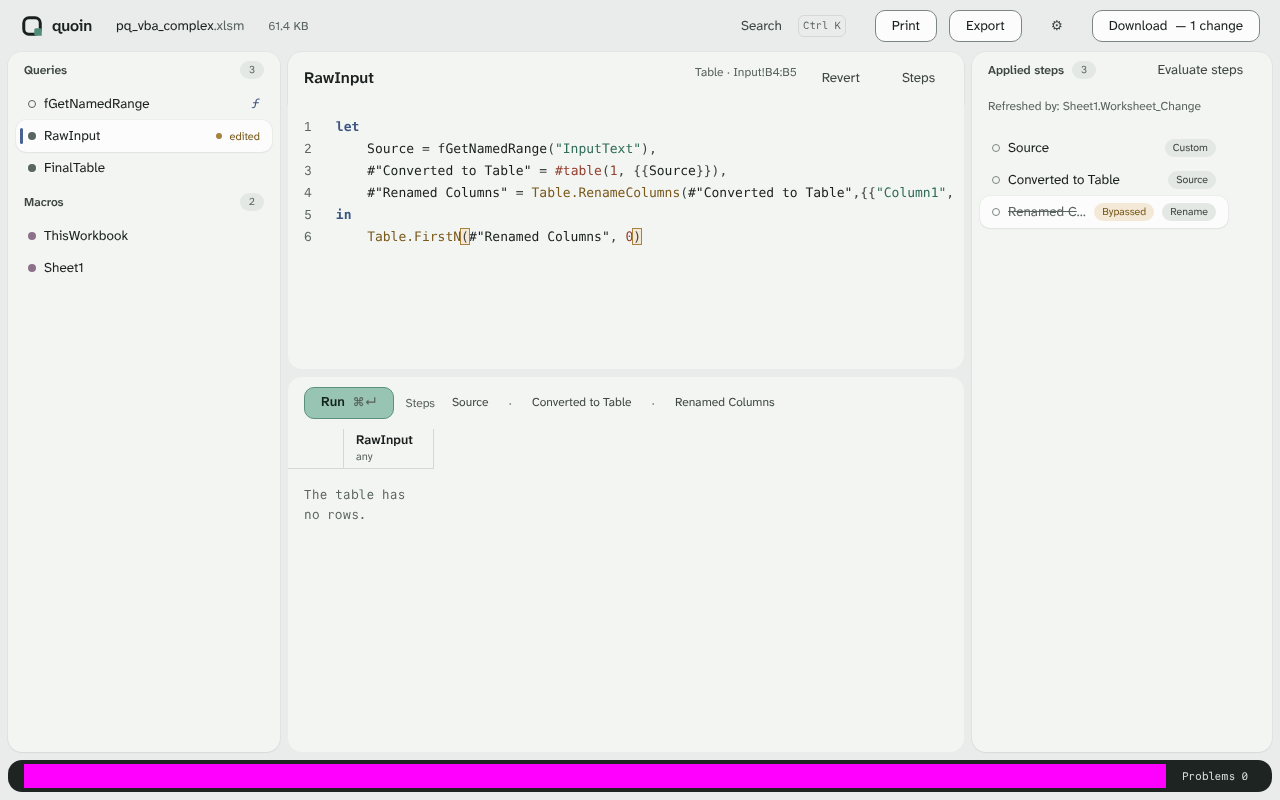 quoin
pq_vba_complex.xlsm
61.4 KB
Search
Ctrl K
Print
Export
Download — 1 change
Queries
3
fGetNamedRange
RawInput
edited
FinalTable
Macros
2
ThisWorkbook
Sheet1
RawInput
Table · Input!B4:B5
Revert
Steps
1 let
2 Source = fGetNamedRange("InputText"),
3 #"Converted to Table" = #table(1, {{Source}}),
4 #"Renamed Columns" = Table.RenameColumns(#"Converted to Table",{{"Column1",
5 in
6 Table.FirstN(#"Renamed Columns", 0)
Run ⌘↵
Steps
Source · Converted to Table · Renamed Columns
RawInput
any
The table has
no rows.
Applied steps
3
Evaluate steps
Refreshed by: Sheet1.Worksheet_Change
Source
Custom
Converted to Table
Source
Renamed C…
Bypassed
Rename
Problems 0